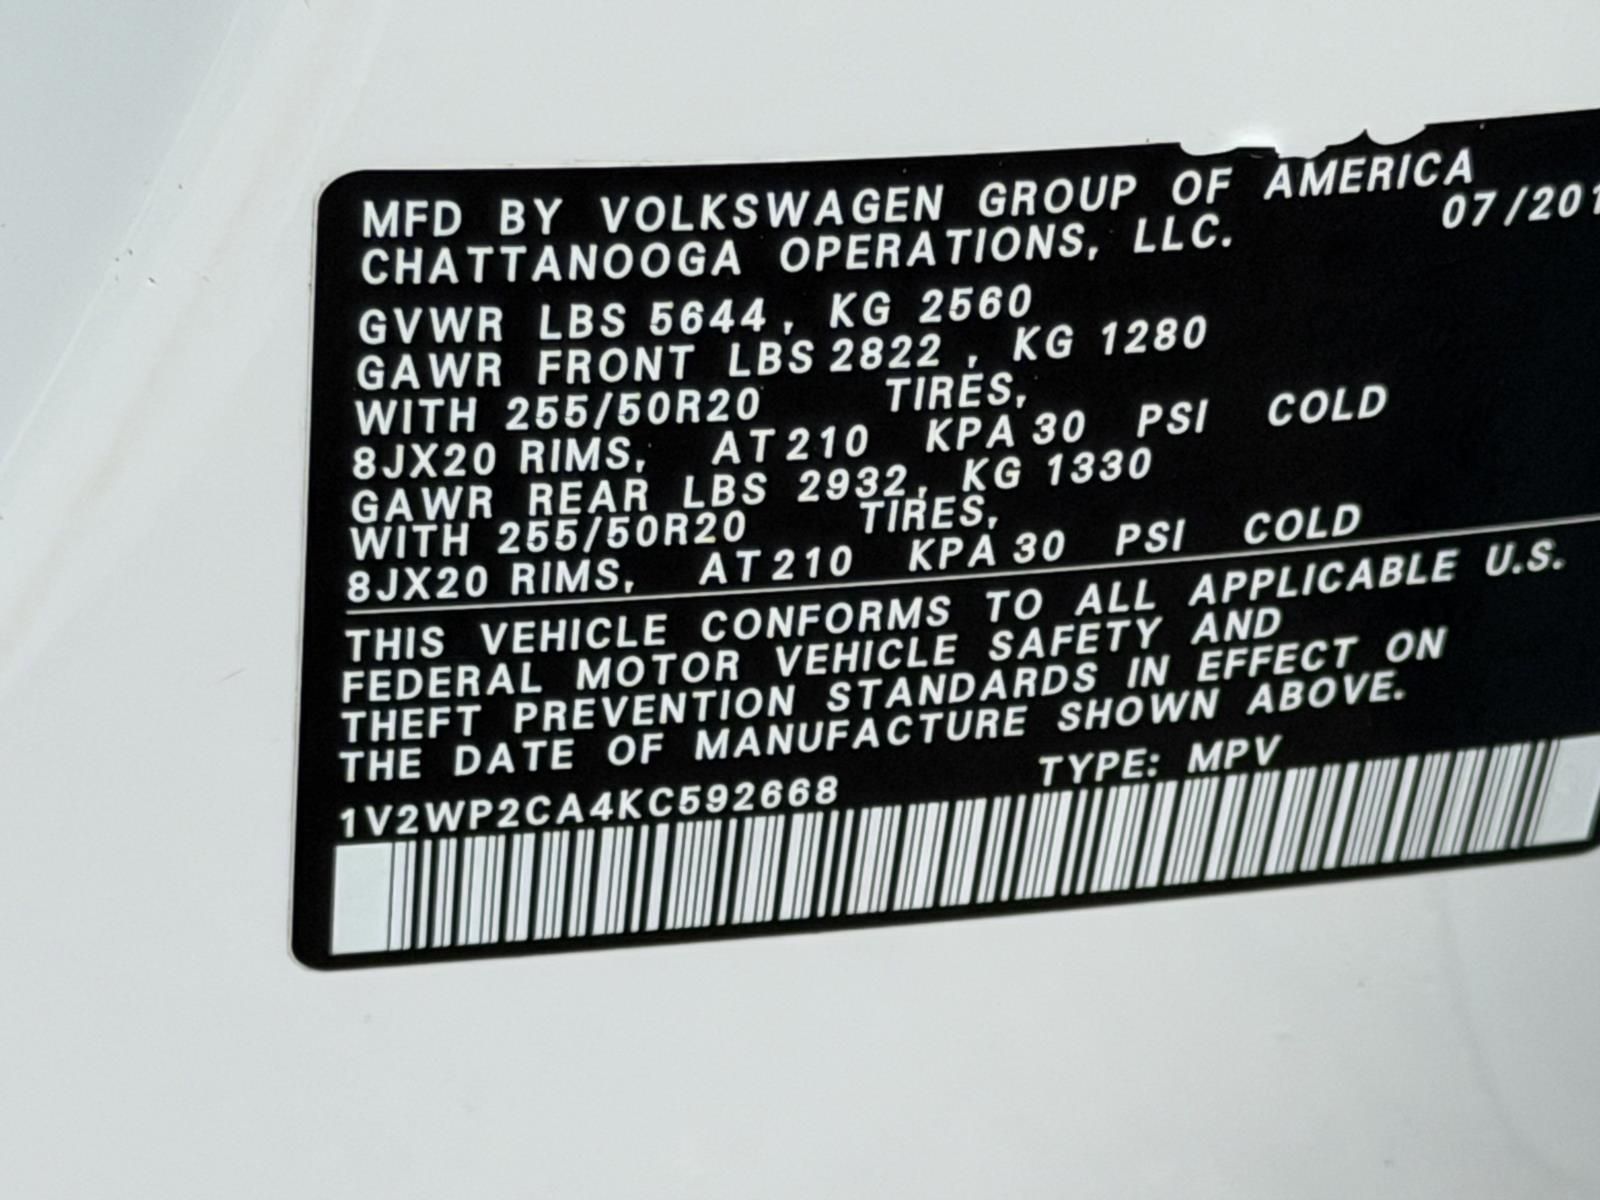 MFD BY VOLKSWAGEN GROUP OF AMERICA
CHATTANOOGA OPERATIONS, LLC. 07/201
GVWR LBS 5644, KG 2560
GAWR FRONT LBS 2822, KG 1280
WITH 255/50R20 TIRES,
8JX20 RIMS, AT 210 KPA 30 PSI COLD
GAWR REAR LBS 2932, KG 1330
WITH 255/50R20 TIRES,
8JX20 RIMS, AT 210 KPA 30 PSI COLD
THIS VEHICLE CONFORMS TO ALL APPLICABLE U.S.
FEDERAL MOTOR VEHICLE SAFETY AND
THEFT PREVENTION STANDARDS IN EFFECT ON
THE DATE OF MANUFACTURE SHOWN ABOVE.
1V2WP2CA4KC592668 TYPE: MPV